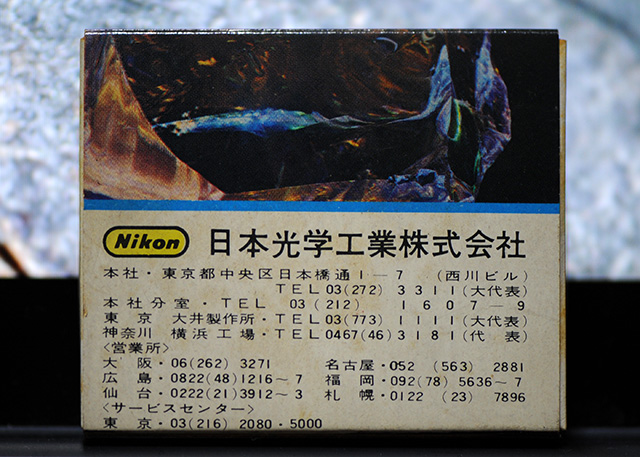 Nikon 日本光学工業株式会社
本社・東京都中央区日本橋通1-7 (西川ビル)
TEL 03(272) 3311(大代表)
本社分室・TEL 03 (212) 1607-9
東京 大井製作所・TEL 03(773) 1111(大代表)
神奈川 横浜工場・TEL 0467(46)3181(代 表)
<営業所>
大 阪・06(262) 3271 名古屋・052 (563) 2881
広 島・0822(48)1216~7 福 岡・092(78) 5636~7
仙 台・0222(21)3912~3 札 幌・0122 (23) 7896
<サービスセンター>
東 京・03(216) 2080・5000